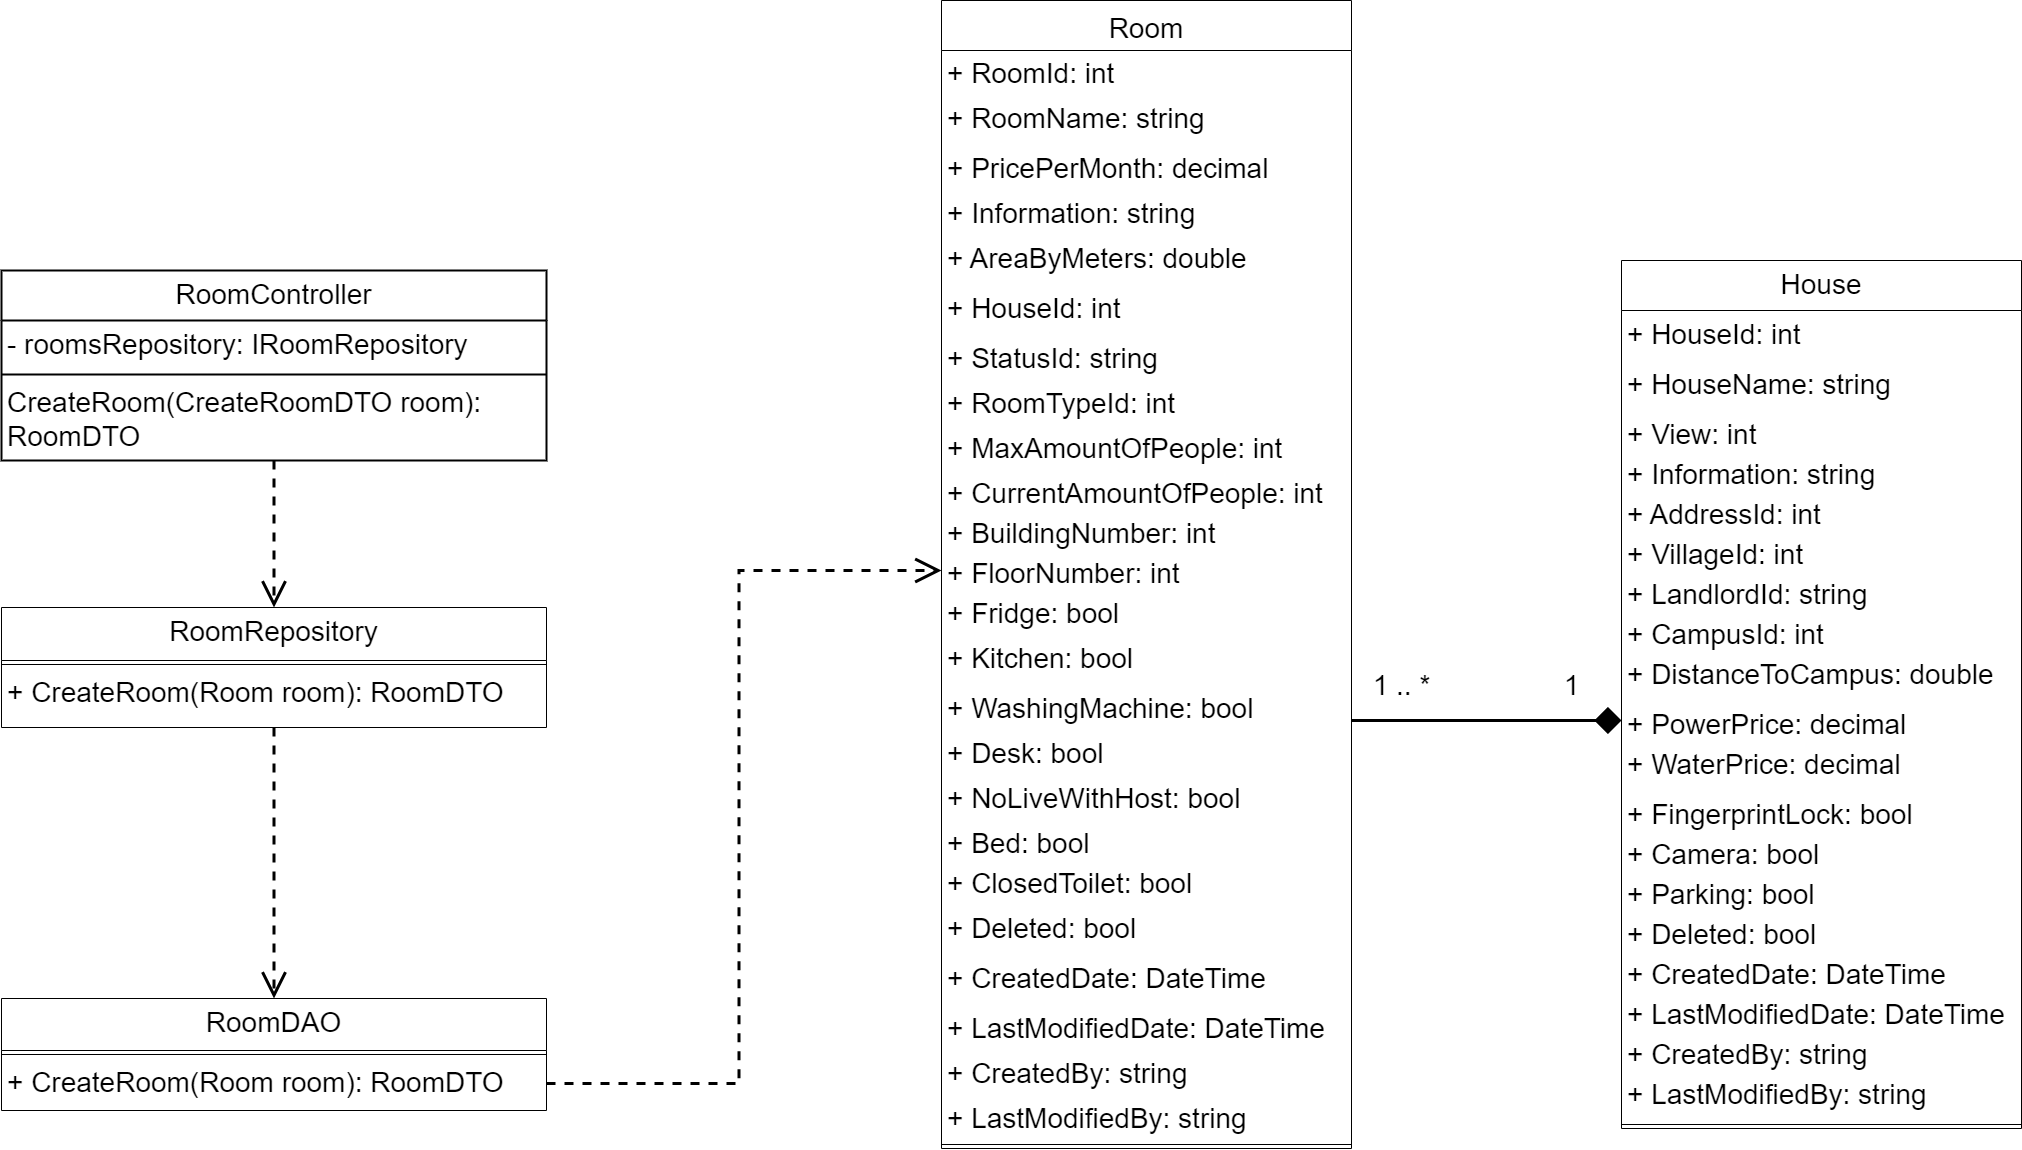 RoomController
- roomsRepository: IRoomRepository
CreateRoom(CreateRoomDTO room):
RoomDTO
RoomRepository
+ CreateRoom(Room room): RoomDTO
RoomDAO
+ CreateRoom(Room room): RoomDTO
Room
+ RoomId: int
+ RoomName: string
+ PricePerMonth: decimal
+ Information: string
+ AreaByMeters: double
+ HouseId: int
+ StatusId: string
+ RoomTypeId: int
+ MaxAmountOfPeople: int
+ CurrentAmountOfPeople: int
+ BuildingNumber: int
+ FloorNumber: int
+ Fridge: bool
+ Kitchen: bool
+ WashingMachine: bool
+ Desk: bool
+ NoLiveWithHost: bool
+ Bed: bool
+ ClosedToilet: bool
+ Deleted: bool
+ CreatedDate: DateTime
+ LastModifiedDate: DateTime
+ CreatedBy: string
+ LastModifiedBy: string
1 .. * 1
House
+ HouseId: int
+ HouseName: string
+ View: int
+ Information: string
+ AddressId: int
+ VillageId: int
+ LandlordId: string
+ CampusId: int
+ DistanceToCampus: double
+ PowerPrice: decimal
+ WaterPrice: decimal
+ FingerprintLock: bool
+ Camera: bool
+ Parking: bool
+ Deleted: bool
+ CreatedDate: DateTime
+ LastModifiedDate: DateTime
+ CreatedBy: string
+ LastModifiedBy: string